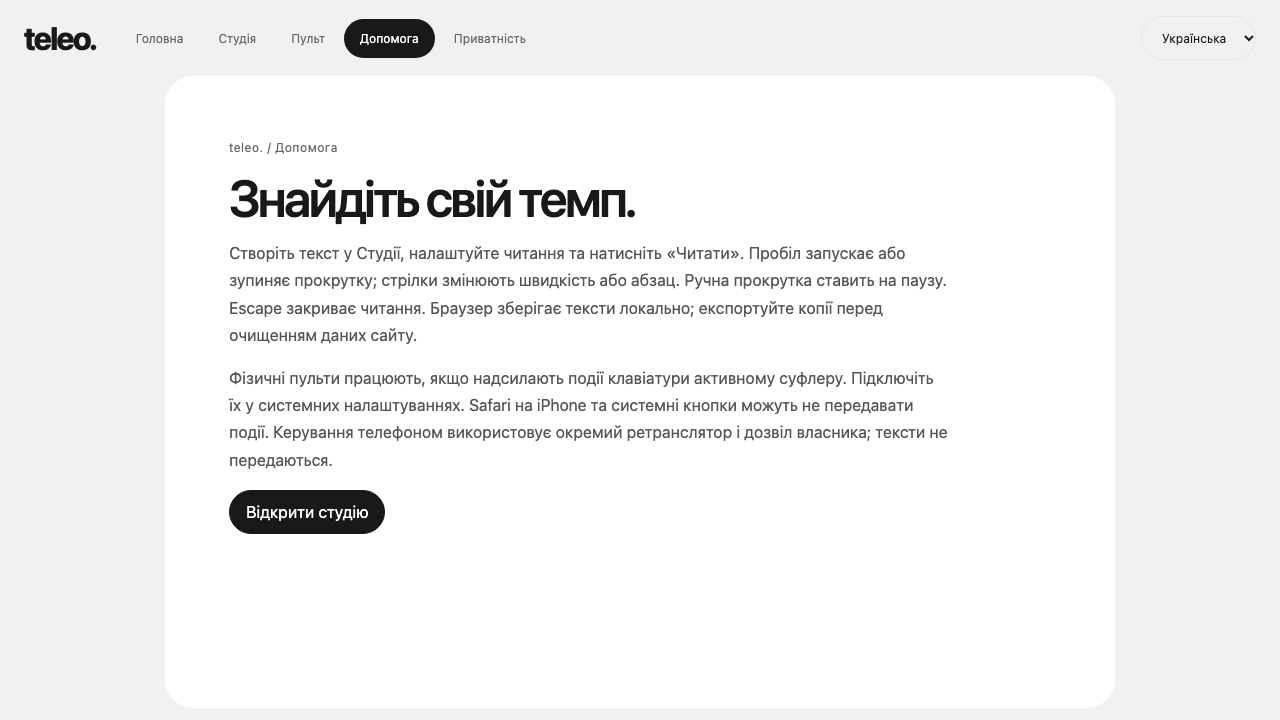 teleo.
Головна
Студія
Пульт
Допомога
Приватність
Українська
teleo. / Допомога
Знайдіть свій темп.
Створіть текст у Студії, налаштуйте читання та натисніть «Читати». Пробіл запускає або
зупиняє прокрутку; стрілки змінюють швидкість або абзац. Ручна прокрутка ставить на паузу.
Escape закриває читання. Браузер зберігає тексти локально; експортуйте копії перед
очищенням даних сайту.
Фізичні пульти працюють, якщо надсилають події клавіатури активному суфлеру. Підключіть
їх у системних налаштуваннях. Safari на iPhone та системні кнопки можуть не передавати
події. Керування телефоном використовує окремий ретранслятор і дозвіл власника; тексти не
передаються.
Відкрити студію